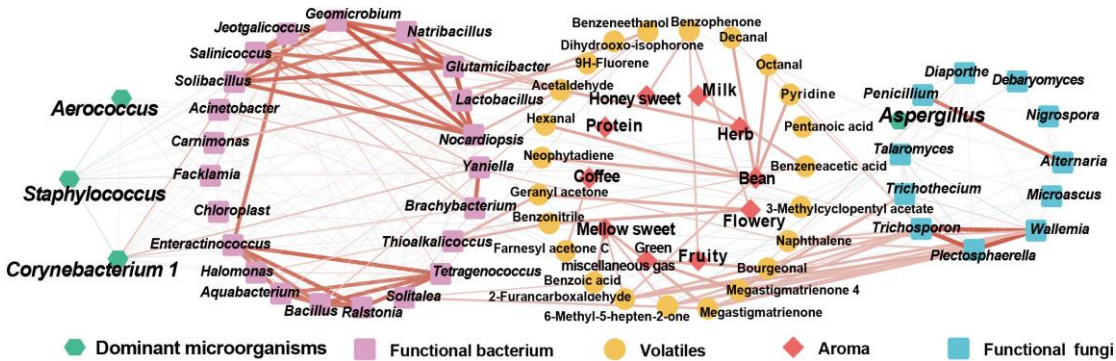 Geomicrobium
Jeotgalicoccus
Natribacillus
Salinicoccus
Glutamicibacter
Solibacillus
Acinetobacter
Lactobacillus
Aerococcus
Carnimonas
Nocardiopsis
Facklamia
Yaniella
Staphylococcus
Chloroplast
Brachybacterium
Enteractinococcus
Thioalkalicoccus
Corynebacterium 1
Halomonas
Tetragenococcus
Aquabacterium
Bacillus
Ralstonia
Solitalea
Benzeneethanol
Benzophenone
Dihydrooxo-isophorone
Decanal
9H-Fluorene
Octanal
Acetaldehyde
Honey sweet
Milk
Pyridine
Hexanal
Protein
Herb
Pentanoic acid
Neophytadiene
Coffee
Bean
Benzeneacetic acid
Geranyl acetone
Benzonitrile
Mellow sweet
Flowery
3-Methylcyclopentyl acetate
Farnesyl acetone C
Green
miscellaneous gas
Fruity
Naphthalene
Benzoic acid
Bourgeonal
2-Furancarboxaldehyde
Megastigmatrienone 4
6-Methyl-5-hepten-2-one
Megastigmatrienone
Diaporthe
Debaryomyces
Penicillium
Aspergillus
Nigrospora
Talaromyces
Alternaria
Trichothecium
Microascus
Trichosporon
Wallemia
Plectosphaerella
Dominant microorganisms
Functional bacterium
Volatiles
Aroma
Functional fungi